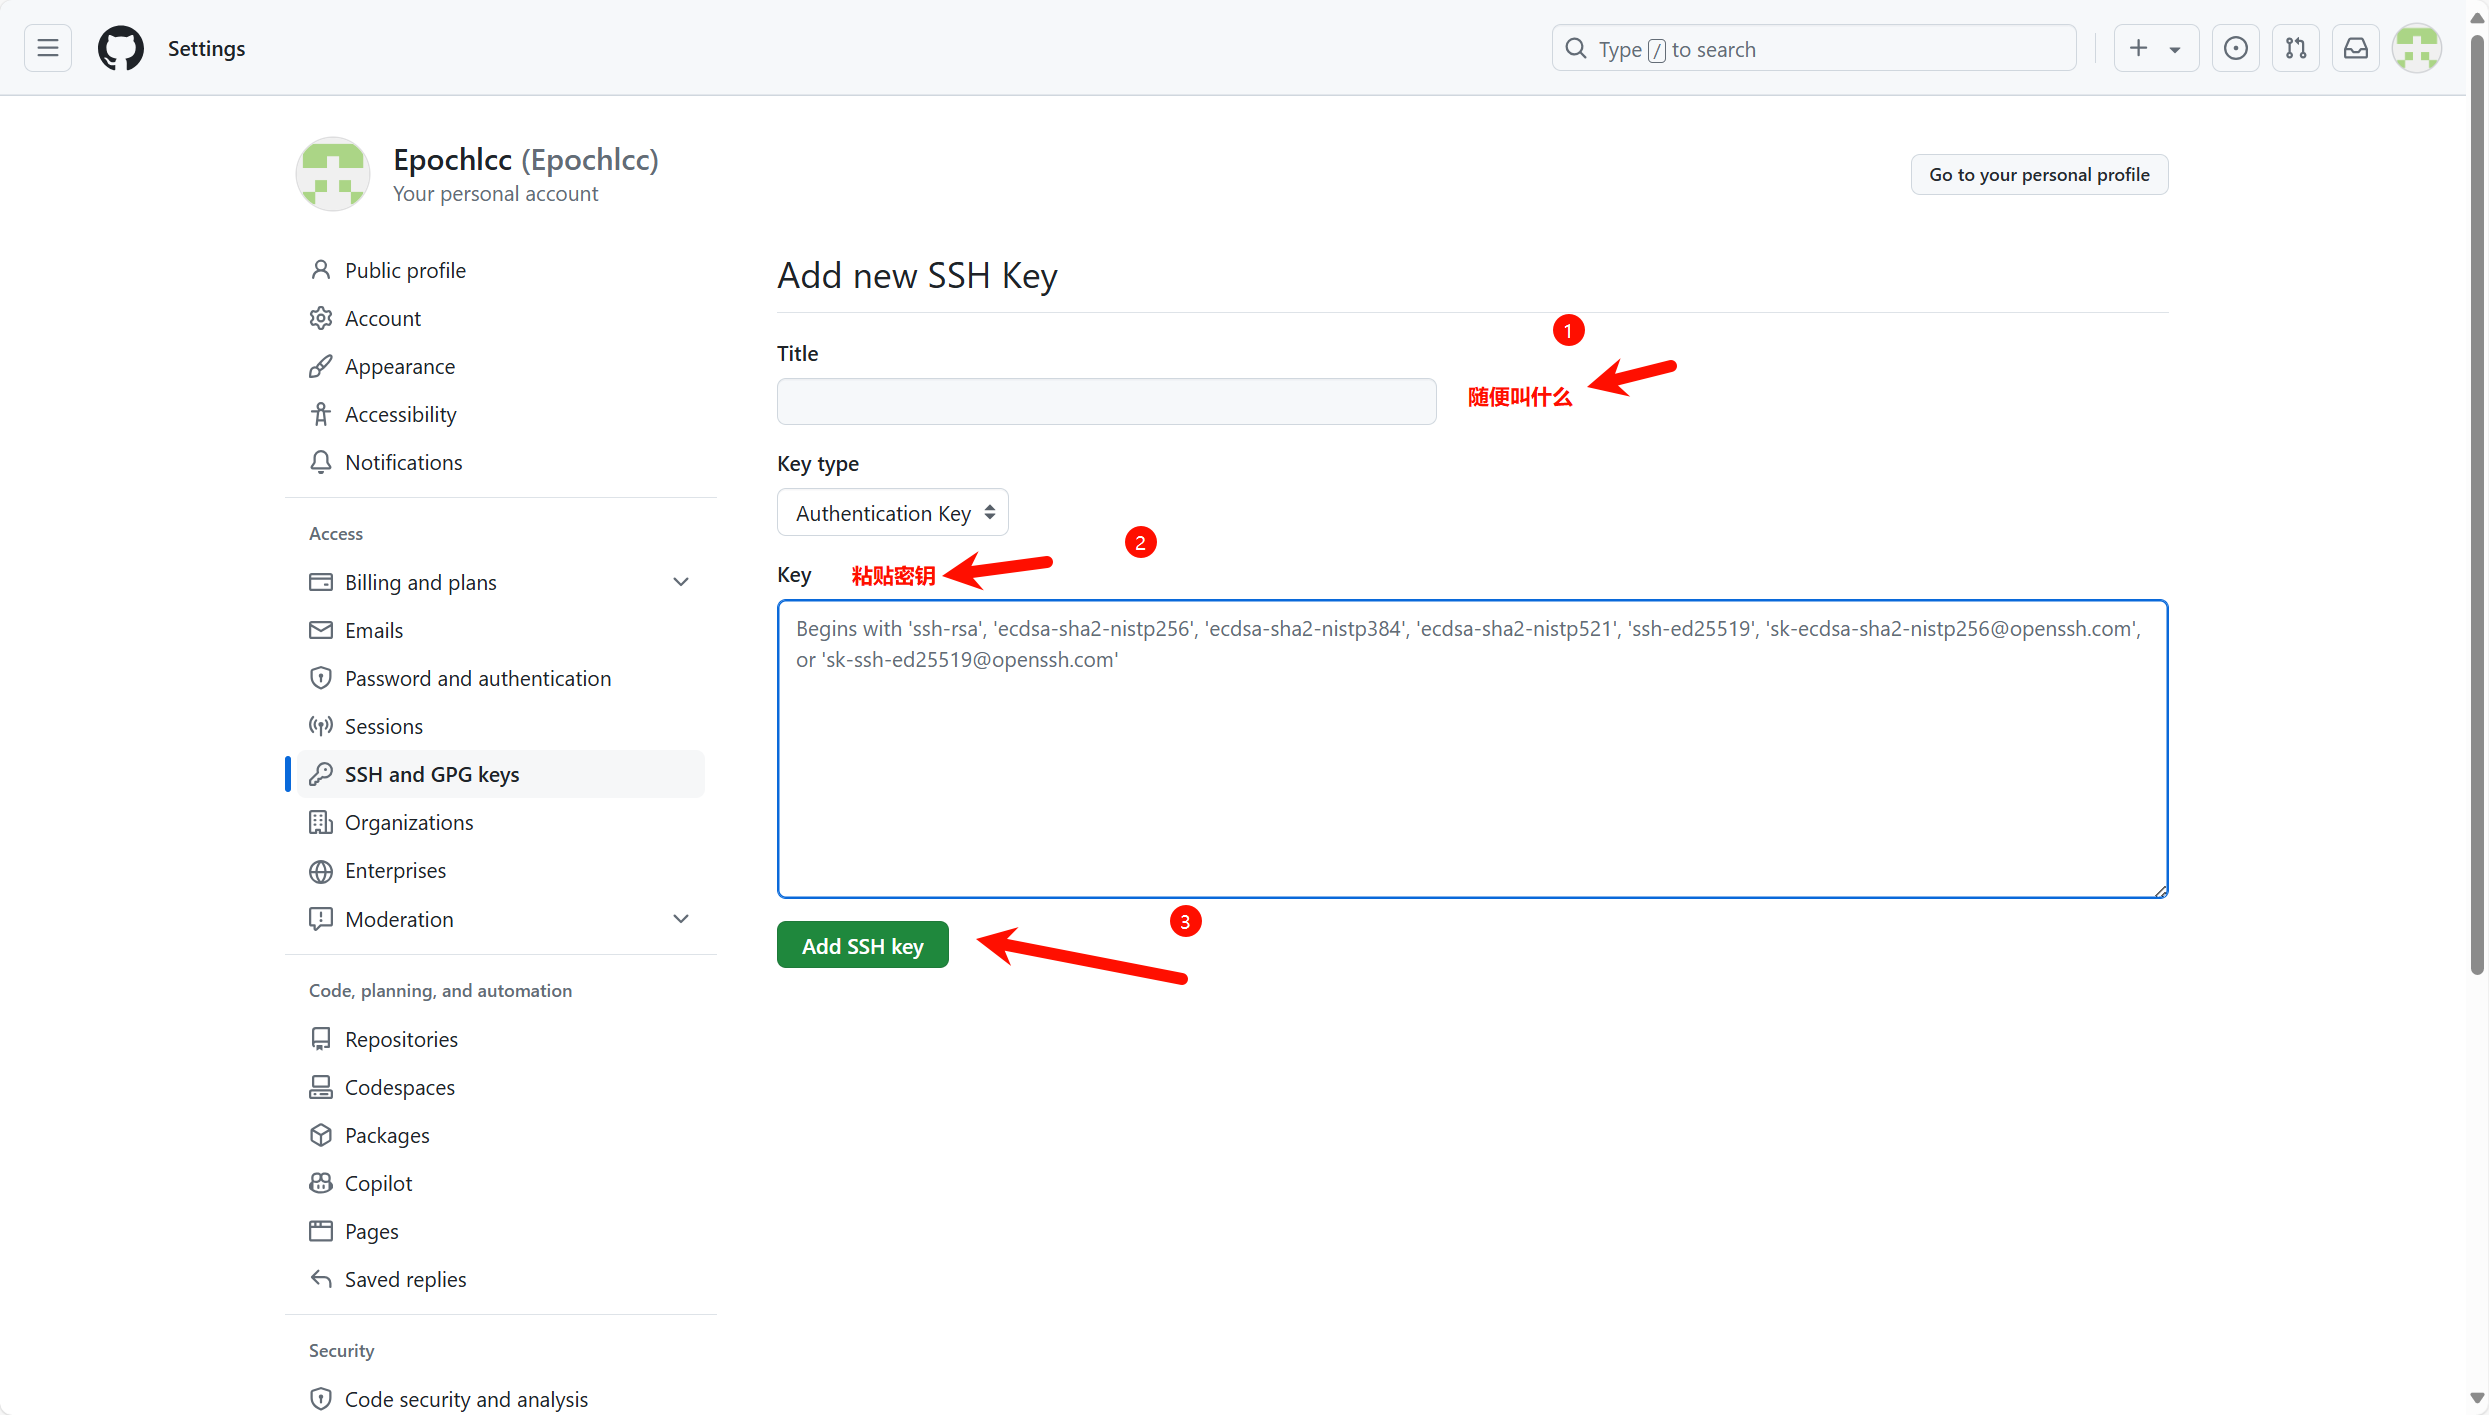 Settings
Type / to search
Epochlcc (Epochlcc)
Your personal account
Go to your personal profile
Public profile
Account
Appearance
Accessibility
Notifications
Access
Billing and plans
Emails
Password and authentication
Sessions
SSH and GPG keys
Organizations
Enterprises
Moderation
Code, planning, and automation
Repositories
Codespaces
Packages
Copilot
Pages
Saved replies
Security
Code security and analysis
Add new SSH Key
1
Title
随便叫什么
Key type
Authentication Key
2
Key
粘贴密钥
Begins with 'ssh-rsa', 'ecdsa-sha2-nistp256', 'ecdsa-sha2-nistp384', 'ecdsa-sha2-nistp521', 'ssh-ed25519', 'sk-ecdsa-sha2-nistp256@openssh.com',
or 'sk-ssh-ed25519@openssh.com'
3
Add SSH key